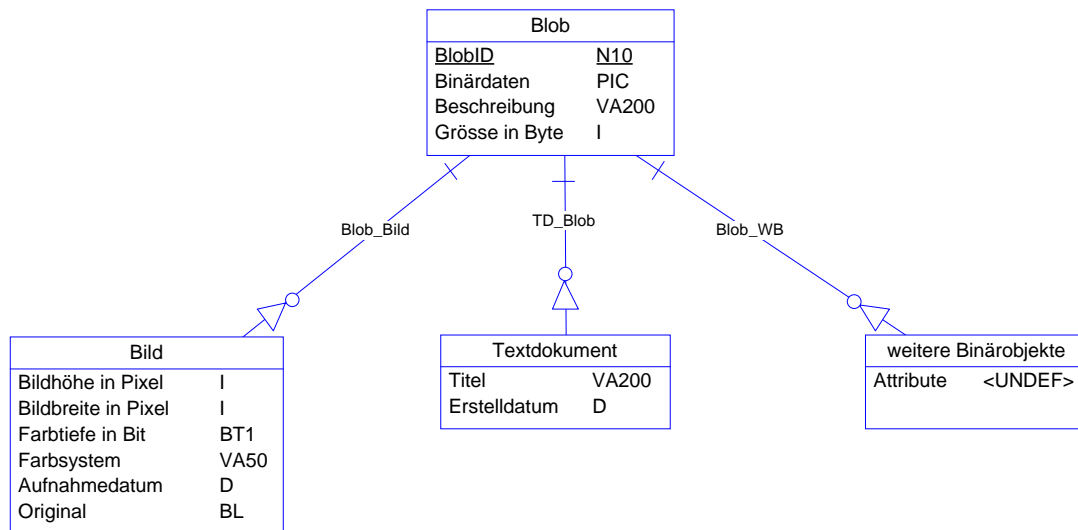 Blob
BlobID N10
Binärdaten PIC
Beschreibung VA200
Grösse in Byte I
Blob_Bild
TD_Blob
Blob_WB
Bild
Bildhöhe in Pixel I
Bildbreite in Pixel I
Farbtiefe in Bit BT1
Farbsystem VA50
Aufnahmedatum D
Original BL
Textdokument
Titel VA200
Erstelldatum D
weitere Binärobjekte
Attribute <UNDEF>